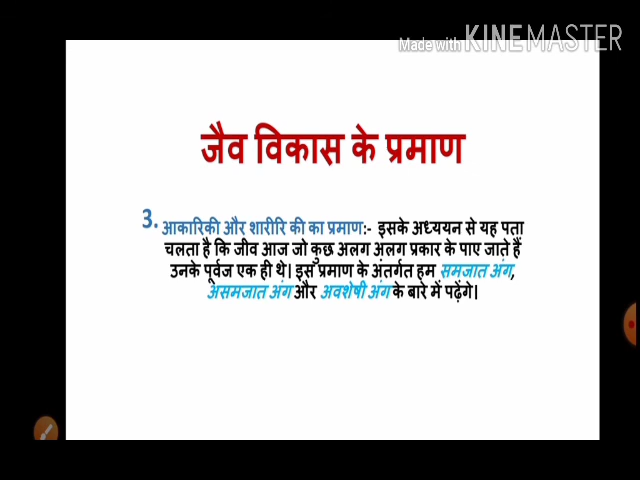 Made with KINEMASTER
जैव विकास के प्रमाण
3. आकारिकी और शारीरि की का प्रमाण:- इसके अध्ययन से यह पता
चलता है कि जीव आज जो कुछ अलग अलग प्रकार के पाए जाते हैं
उनके पूर्वज एक ही थे। इस प्रमाण के अंतर्गत हम समजात अंग,
असमजात अंग और अवशेषी अंग के बारे में पढ़ेंगे।